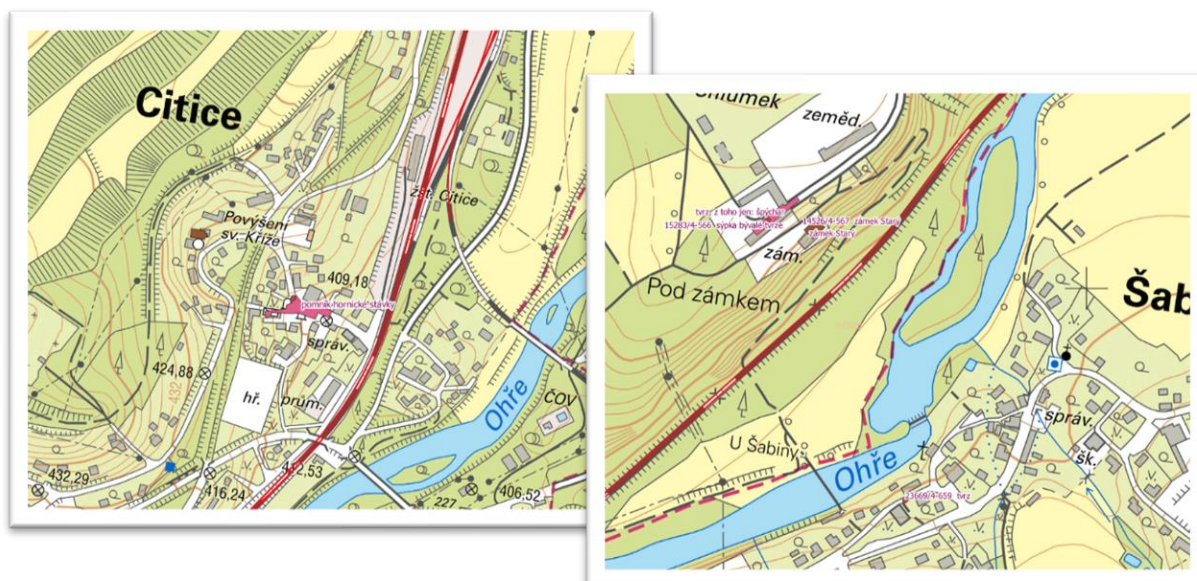 Citice
žst. Citice
Povýšení
sv. Kříže
409,18
pomník hornické stávky
správ.
424,88
432
hř.
prům.
Ohře
ČOV
432,29
412,53
416,24
227
406,52
Chlumek
zeměd.
tvrz, z toho jen: špýchar
14526/4-567 zámek Starý
15283/4-566 sýpka bývalé tvrze
zámek Starý
zám.
Pod zámkem
Šab
správ.
U Šabiny
šk.
Ohře
23669/4-659 tvrz